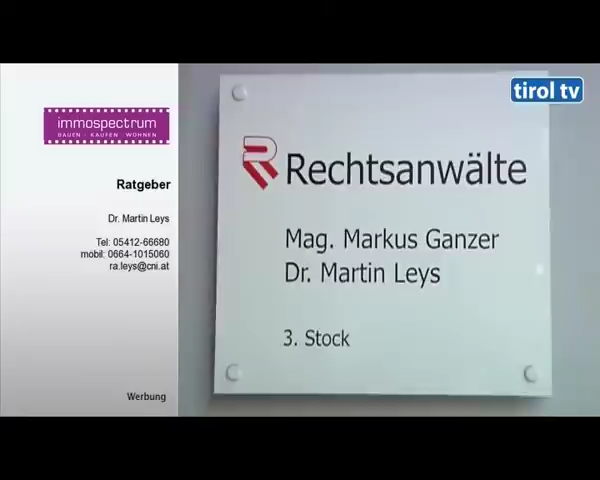 immospectrum
BAUEN · KAUFEN · WOHNEN
Ratgeber
Dr. Martin Leys
Tel: 05412-66680
mobil: 0664-1015060
ra.leys@cni.at
Werbung
tirol tv
Rechtsanwälte
Mag. Markus Ganzer
Dr. Martin Leys
3. Stock